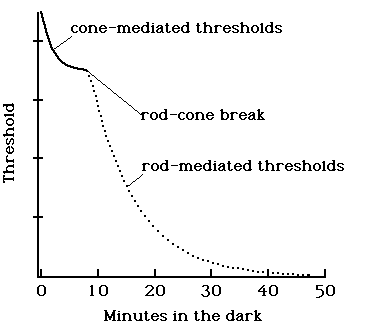 cone-mediated thresholds
rod-cone break
rod-mediated thresholds
Threshold
0 10 20 30 40 50
Minutes in the dark